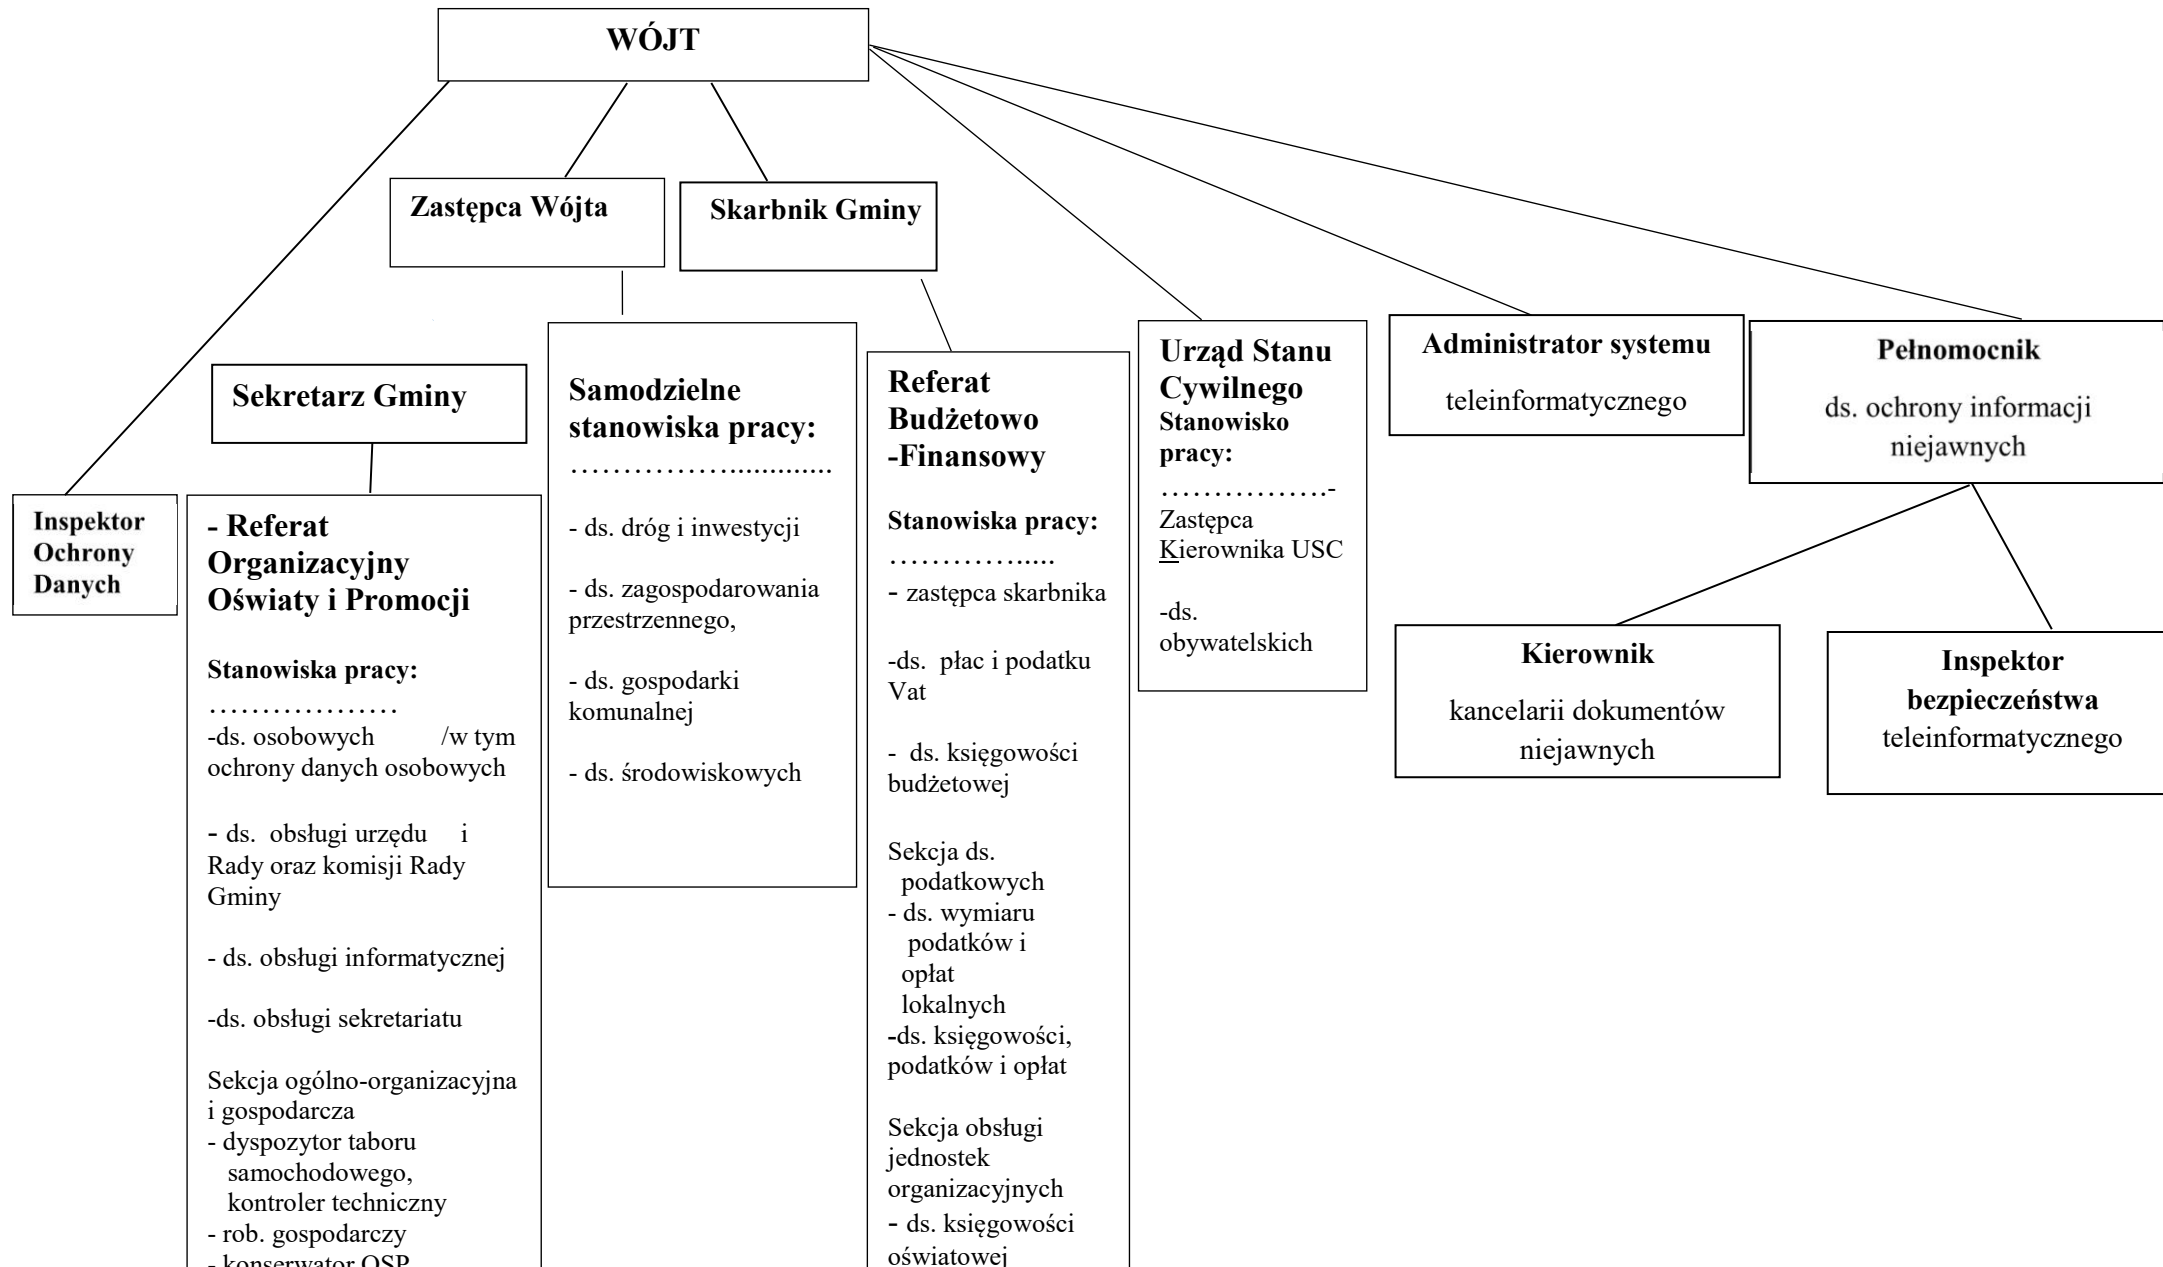 WÓJT
Zastępca Wójta
Skarbnik Gminy
Sekretarz Gminy
Inspektor
Ochrony
Danych
- Referat
Organizacyjny
Oświaty i Promocji
Stanowiska pracy:
………………
-ds. osobowych /w tym
ochrony danych osobowych
- ds. obsługi urzędu i
Rady oraz komisji Rady
Gminy
- ds. obsługi informatycznej
-ds. obsługi sekretariatu
Sekcja ogólno-organizacyjna
i gospodarcza
- dyspozytor taboru
samochodowego,
kontroler techniczny
- rob. gospodarczy
- konserwator OSP
Samodzielne
stanowiska pracy:
…………….............
- ds. dróg i inwestycji
- ds. zagospodarowania
przestrzennego,
- ds. gospodarki
komunalnej
- ds. środowiskowych
Referat
Budżetowo
-Finansowy
Stanowiska pracy:
………….....
- zastępca skarbnika
-ds. płac i podatku
Vat
- ds. księgowości
budżetowej
Sekcja ds.
podatkowych
- ds. wymiaru
podatków i
opłat
lokalnych
-ds. księgowości,
podatków i opłat
Sekcja obsługi
jednostek
organizacyjnych
- ds. księgowości
oświatowej
Urząd Stanu
Cywilnego
Stanowisko
pracy:
…………….-
Zastępca
Kierownika USC
-ds.
obywatelskich
Administrator systemu
teleinformatycznego
Pełnomocnik
ds. ochrony informacji
niejawnych
Kierownik
kancelarii dokumentów
niejawnych
Inspektor
bezpieczeństwa
teleinformatycznego